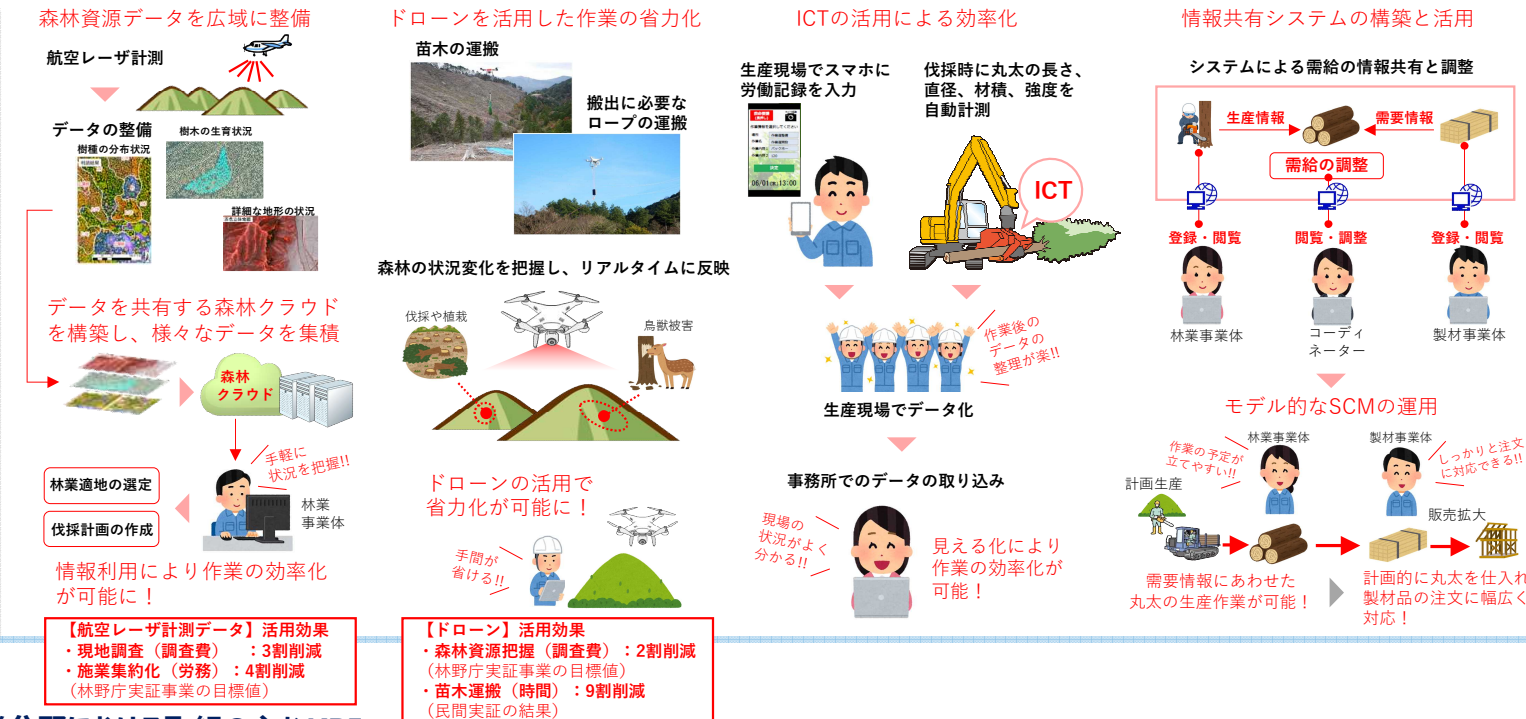 森林資源データを広域に整備
航空レーザ計測
データの整備
樹種の分布状況
樹木の生育状況
詳細な地形の状況
データを共有する森林クラウド
を構築し、様々なデータを集積
森林
クラウド
手軽に
状況を把握!!
林業適地の選定
伐採計画の作成
林業
事業体
情報利用により作業の効率化
が可能に！
【航空レーザ計測データ】活用効果
・現地調査（調査費）　：3割削減
・施業集約化（労務）：4割削減
（林野庁実証事業の目標値）
ドローンを活用した作業の省力化
苗木の運搬
搬出に必要な
ロープの運搬
森林の状況変化を把握し、リアルタイムに反映
伐採や植栽
鳥獣被害
ドローンの活用で
省力化が可能に！
手間が
省ける!!
【ドローン】活用効果
・森林資源把握（調査費）：2割削減
（林野庁実証事業の目標値）
・苗木運搬（時間）：9割削減
（民間実証の結果）
ICTの活用による効率化
生産現場でスマホに
労働記録を入力
06/01 13:00
伐採時に丸太の長さ、
直径、材積、強度を
自動計測
ICT
作業後の
データの
整理が楽!!
生産現場でデータ化
事務所でのデータの取り込み
現場の
状況がよく
分かる!!
見える化により
作業の効率化が
可能！
情報共有システムの構築と活用
システムによる需給の情報共有と調整
生産情報
需要情報
需給の調整
登録・閲覧
閲覧・調整
登録・閲覧
林業事業体
コーディ
ネーター
製材事業体
モデル的なSCMの運用
作業の予定が
立てやすい!!
林業事業体
製材事業体
しっかりと注文
に対応できる!!
計画生産
販売拡大
需要情報にあわせた
丸太の生産作業が可能！
計画的に丸太を仕入れ
製材品の注文に幅広く
対応！